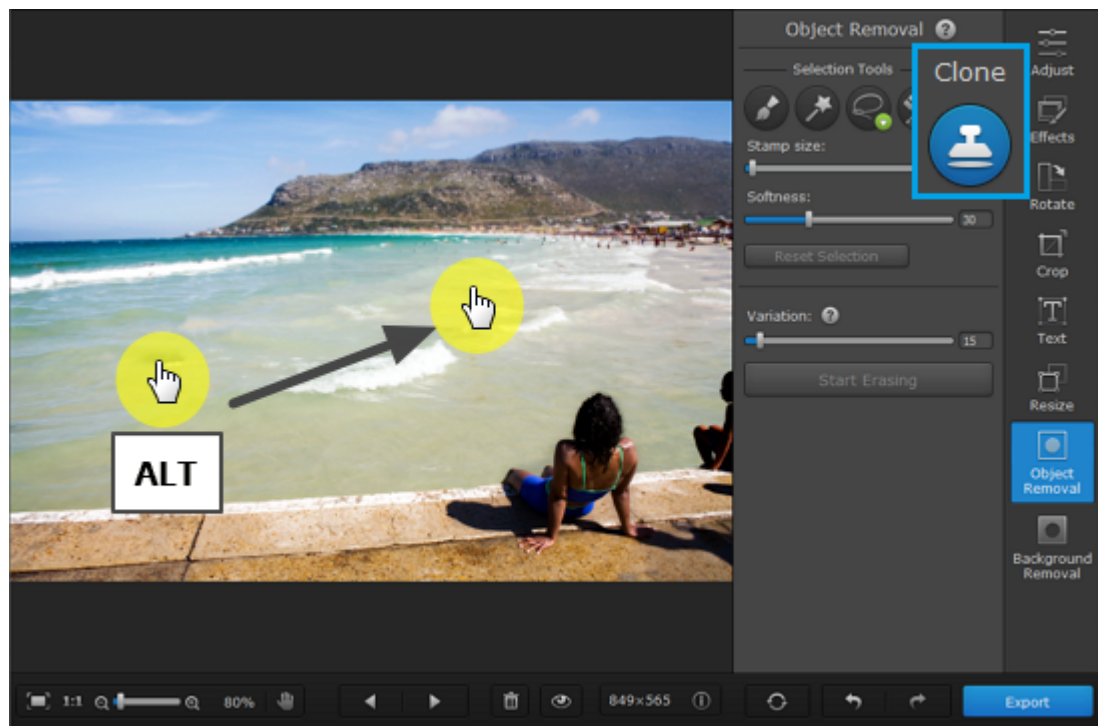 Object Removal ?
Selection Tools
Clone
Stamp size:
Softness:
30
Reset Selection
Variation: ?
15
Start Erasing
Adjust
Effects
Rotate
Crop
Text
Resize
Object
Removal
Background
Removal
ALT
1:1
80%
849×565
Export